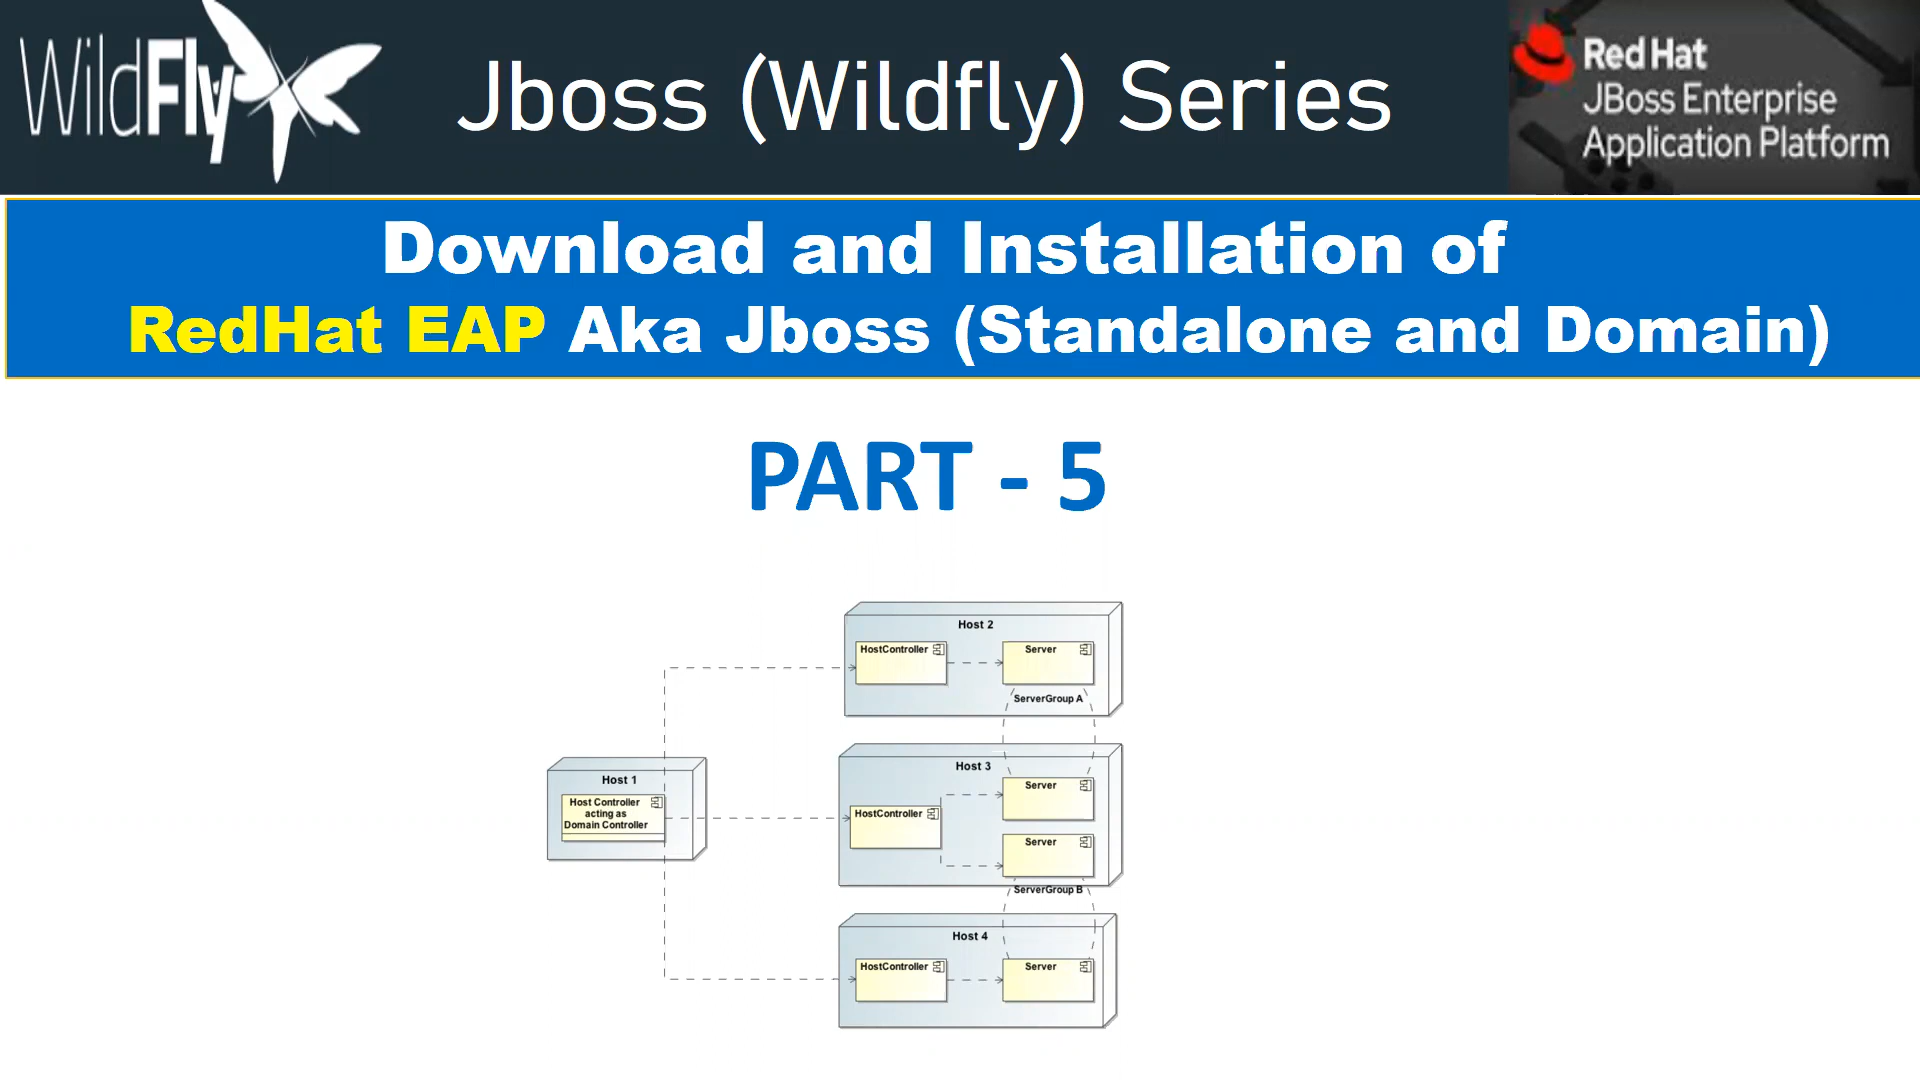 WildFly
Jboss (Wildfly) Series
Red Hat
JBoss Enterprise
Application Platform
Download and Installation of
RedHat EAP Aka Jboss (Standalone and Domain)
PART - 5
Host 2
HostController
Server
ServerGroup A
Host 1
Host Controller
acting as
Domain Controller
Host 3
HostController
Server
Server
ServerGroup B
Host 4
HostController
Server